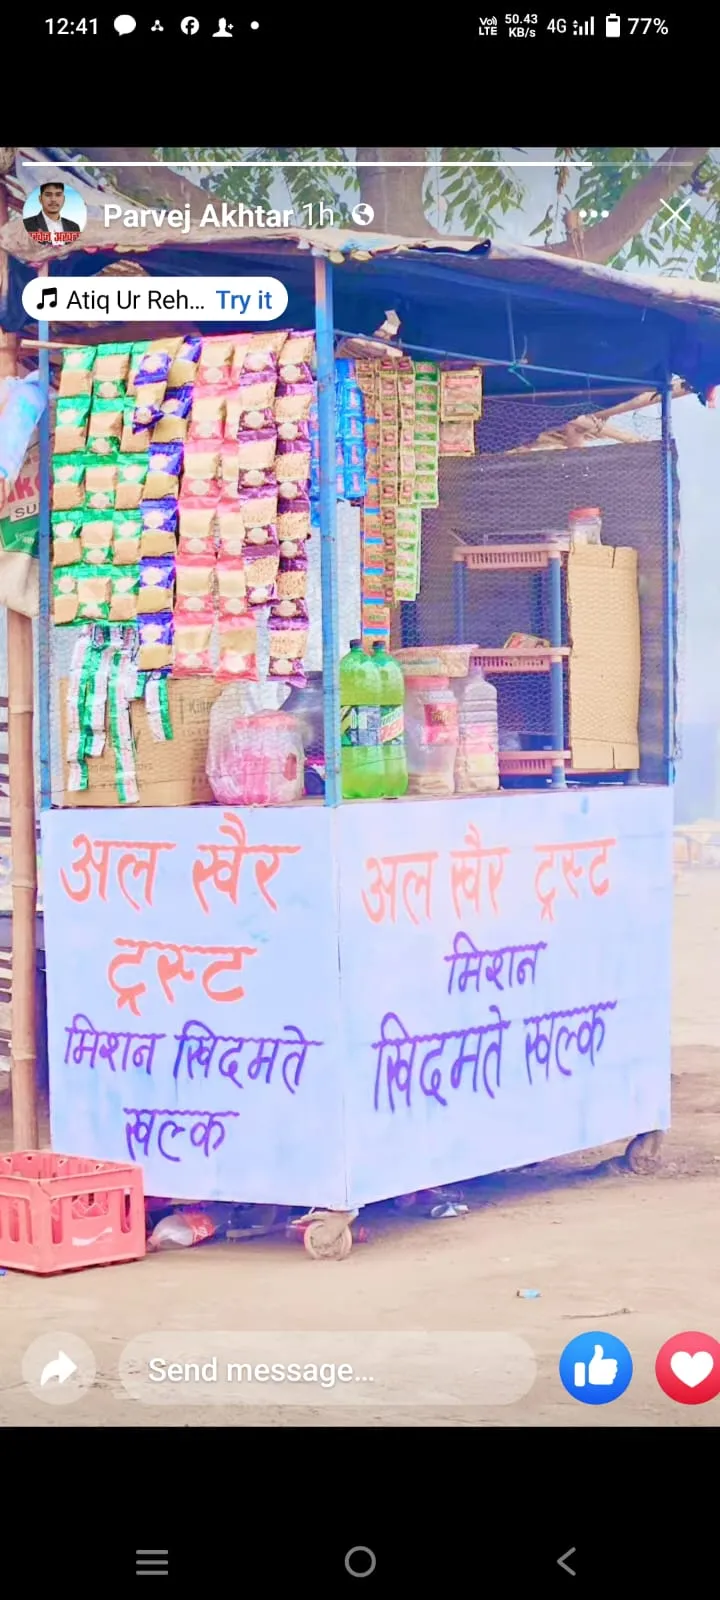 12:41
Vo) LTE 50.43 KB/s 4G 77%
Parvej Akhtar 1h
Atiq Ur Reh... Try it
SU
अल खैर
ट्रस्ट
मिशन खिदमते
खल्क
अल खैर ट्रस्ट
मिशन
खिदमते खल्क
Send message...